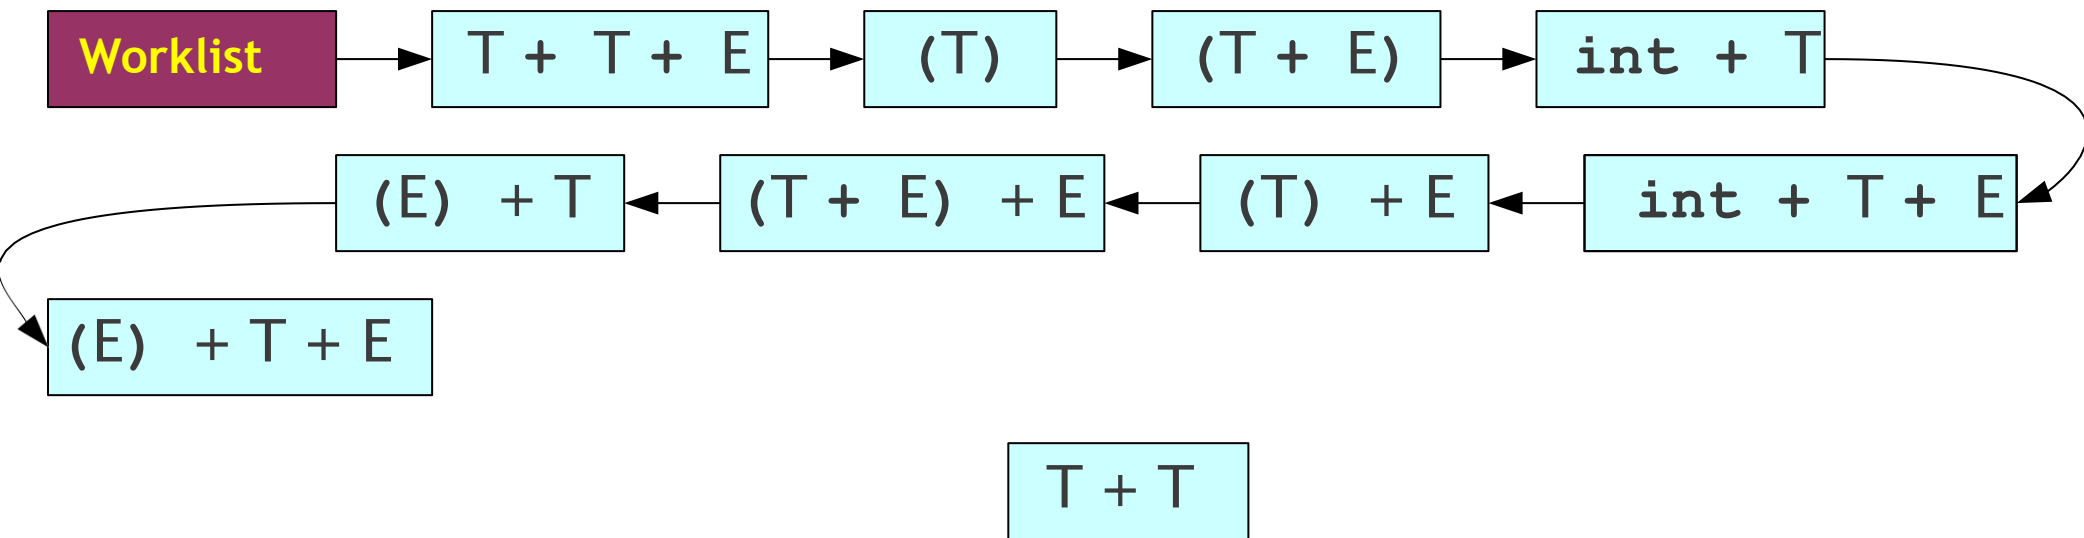 Worklist T + T + E (T) (T + E) int + T
(E) + T (T + E) + E (T) + E int + T + E
(E) + T + E
T + T